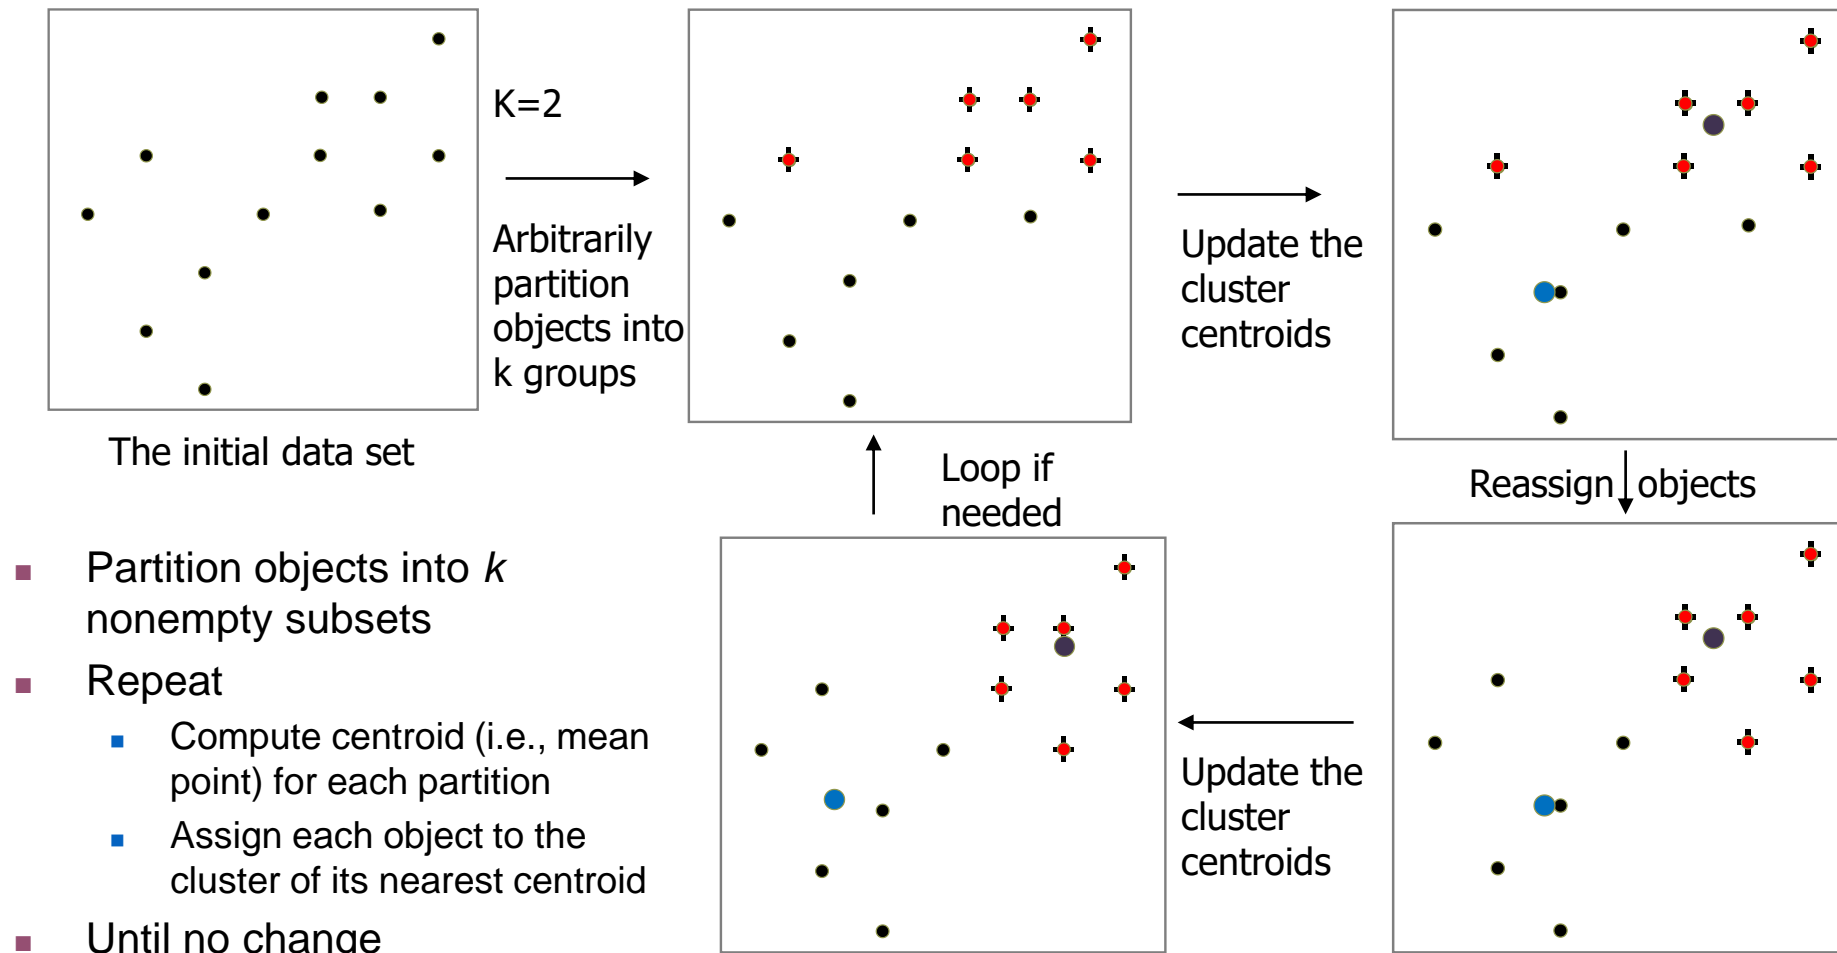 K=2
Arbitrarily
partition
objects into
k groups
Update the
cluster
centroids
The initial data set
Loop if
needed
Reassign objects
Update the
cluster
centroids
Partition objects into k
nonempty subsets
Repeat
Compute centroid (i.e., mean
point) for each partition
Assign each object to the
cluster of its nearest centroid
Until no change